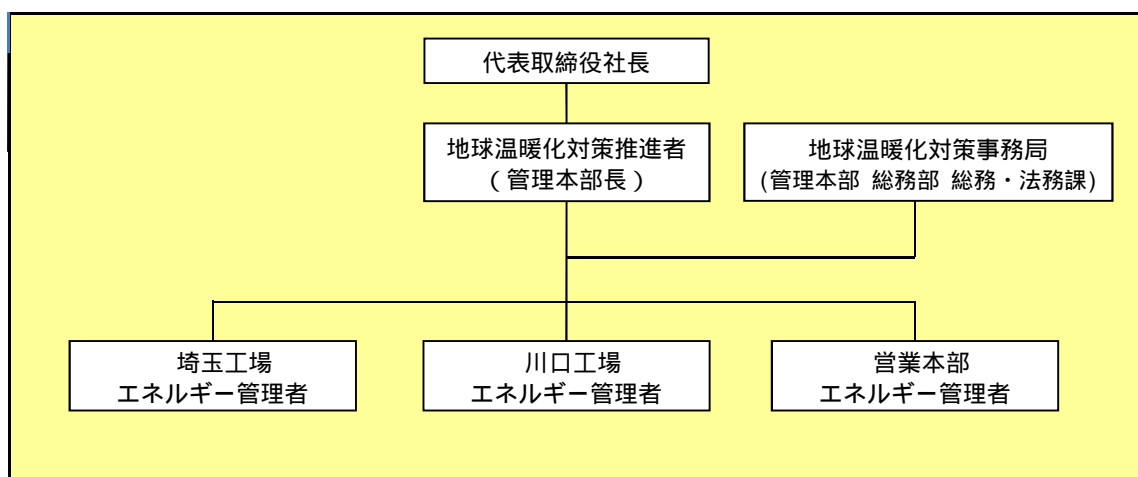 代表取締役社長
地球温暖化対策推進者
(管理本部長)
地球温暖化対策事務局
(管理本部 総務部 総務・法務課)
埼玉工場
エネルギー管理者
川口工場
エネルギー管理者
営業本部
エネルギー管理者